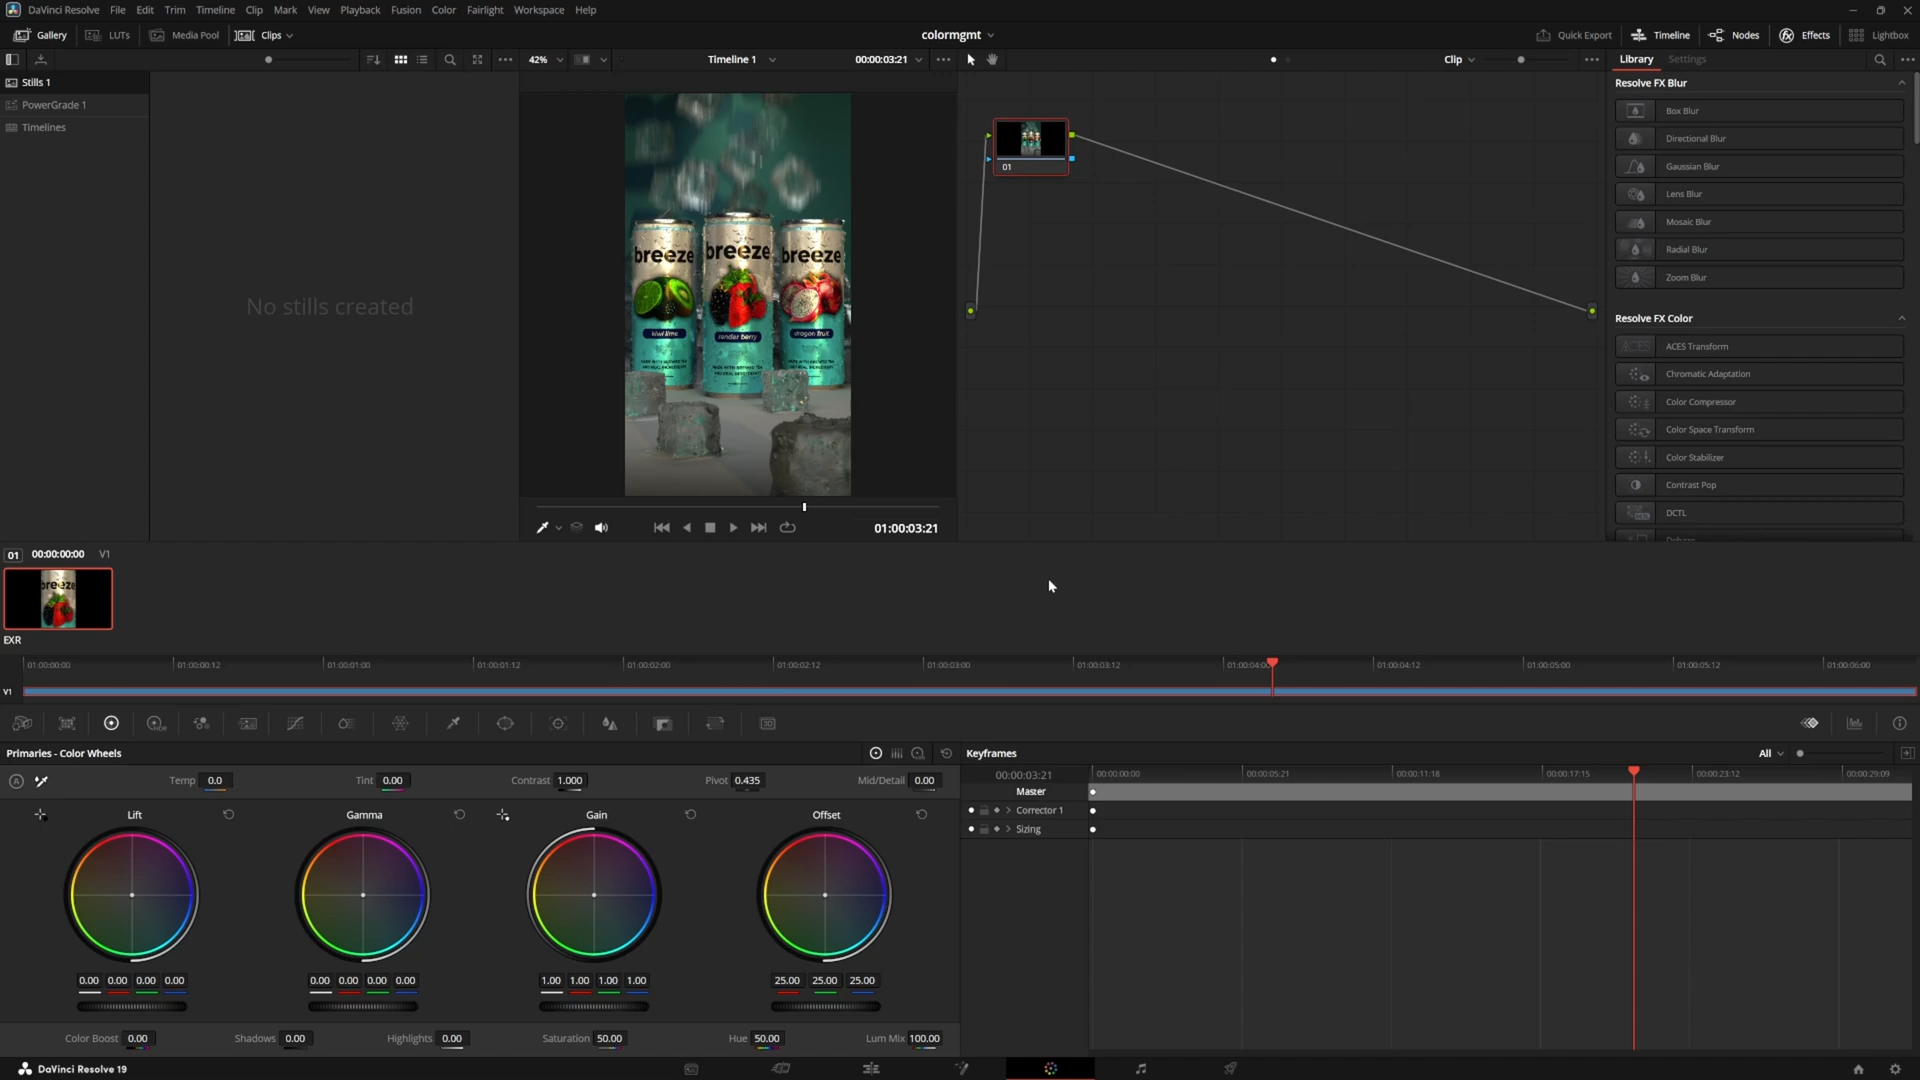 DaVinci Resolve File Edit Trim Timeline Clip Mark View Playback Fusion Color Fairlight Workspace Help
Gallery LUTs Media Pool Clips colormgmt Quick Export Timeline Nodes Effects Lightbox
42% Timeline 1 00:00:03:21 Clip Library Settings
Stills 1
PowerGrade 1
Timelines
No stills created
breeze breeze breeze
kiwi lime render berry dragon fruit
01
Resolve FX Blur
Box Blur
Directional Blur
Gaussian Blur
Lens Blur
Mosaic Blur
Radial Blur
Zoom Blur
Resolve FX Color
ACES ACES Transform
Chromatic Adaptation
Color Compressor
Color Space Transform
Color Stabilizer
Contrast Pop
DCTL
01:00:03:21
01 00:00:00:00 V1
breeze
EXR
01:00:00:00 01:00:00:12 01:00:01:00 01:00:01:12 01:00:02:00 01:00:02:12 01:00:03:00 01:00:03:12 01:00:04:00 01:00:04:12 01:00:05:00 01:00:05:12 01:00:06:00
V1
Primaries - Color Wheels
Temp 0.0 Tint 0.00 Contrast 1.000 Pivot 0.435 Mid/Detail 0.00
Lift Gamma Gain Offset
0.00 0.00 0.00 0.00 0.00 0.00 0.00 0.00 1.00 1.00 1.00 1.00 25.00 25.00 25.00
Color Boost 0.00 Shadows 0.00 Highlights 0.00 Saturation 50.00 Hue 50.00 Lum Mix 100.00
Keyframes All
00:00:03:21 00:00:00:00 00:00:05:21 00:00:11:18 00:00:17:15 00:00:23:12 00:00:29:09
Master
Corrector 1
Sizing
DaVinci Resolve 19